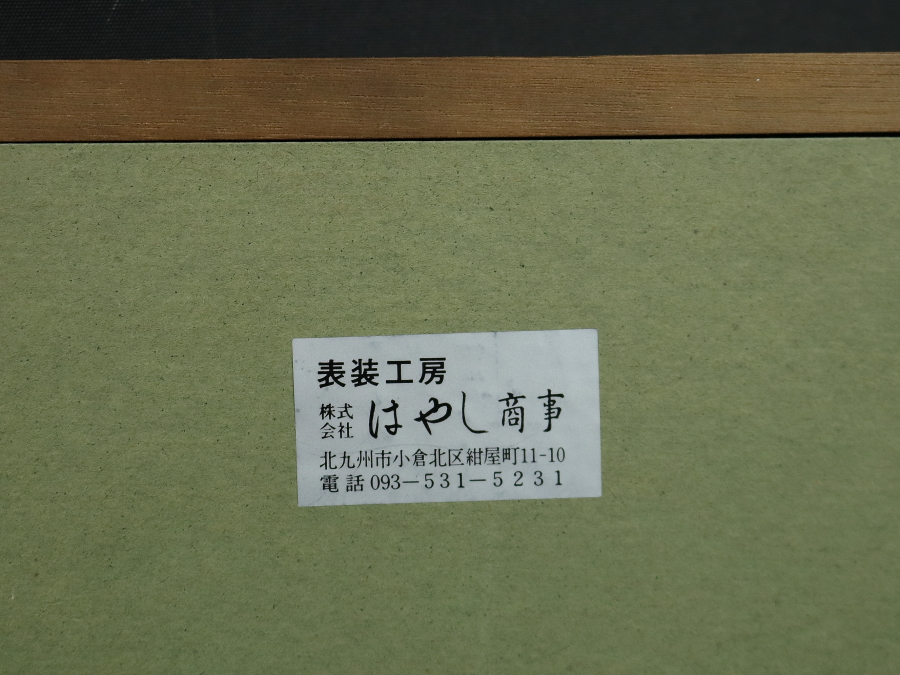 表装工房
株式会社 はやし商事
北九州市小倉北区紺屋町11-10
電話 093-531-5231